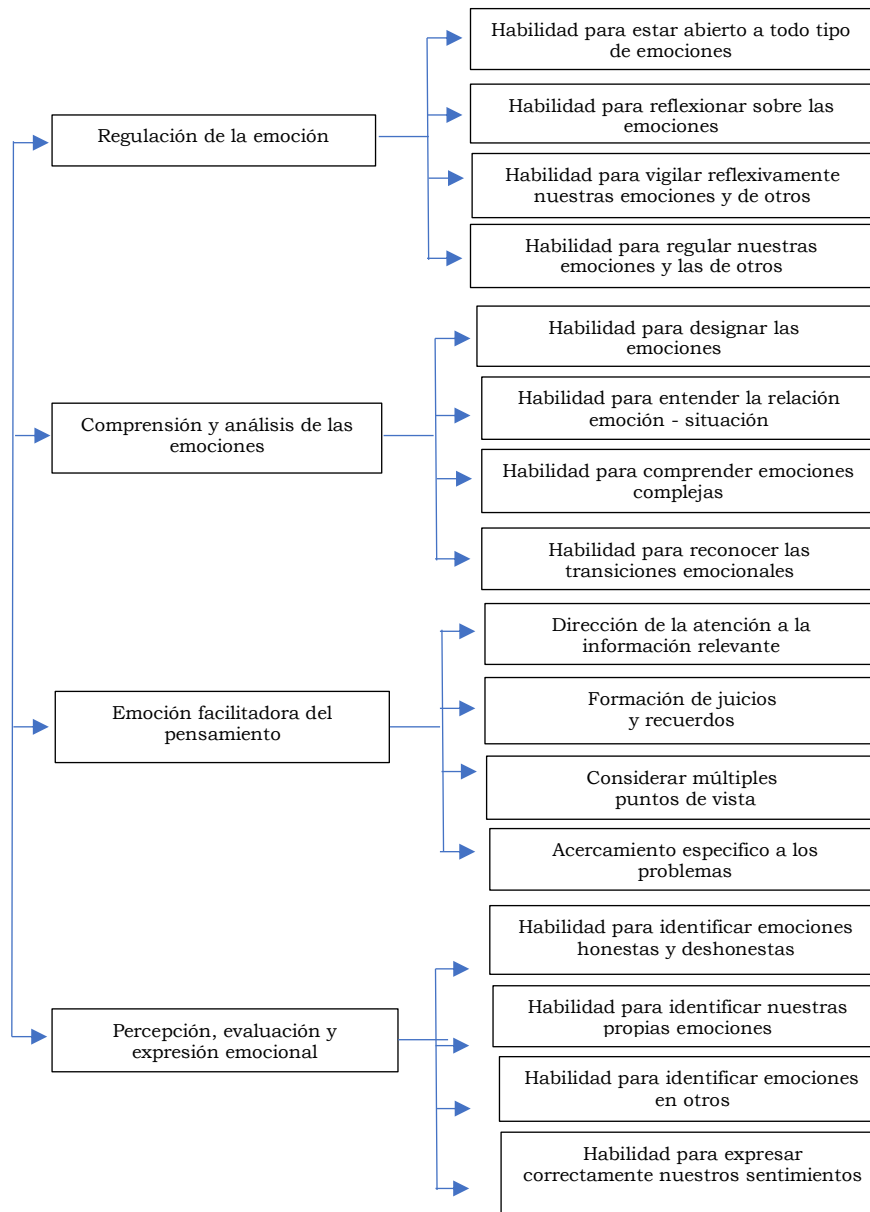 Regulación de la emoción
Habilidad para estar abierto a todo tipo
de emociones
Habilidad para reflexionar sobre las
emociones
Habilidad para vigilar reflexivamente
nuestras emociones y de otros
Habilidad para regular nuestras
emociones y las de otros
Comprensión y análisis de las
emociones
Habilidad para designar las
emociones
Habilidad para entender la relación
emoción - situación
Habilidad para comprender emociones
complejas
Habilidad para reconocer las
transiciones emocionales
Emoción facilitadora del
pensamiento
Dirección de la atención a la
información relevante
Formación de juicios
y recuerdos
Considerar múltiples
puntos de vista
Acercamiento especifico a los
problemas
Percepción, evaluación y
expresión emocional
Habilidad para identificar emociones
honestas y deshonestas
Habilidad para identificar nuestras
propias emociones
Habilidad para identificar emociones
en otros
Habilidad para expresar
correctamente nuestros sentimientos